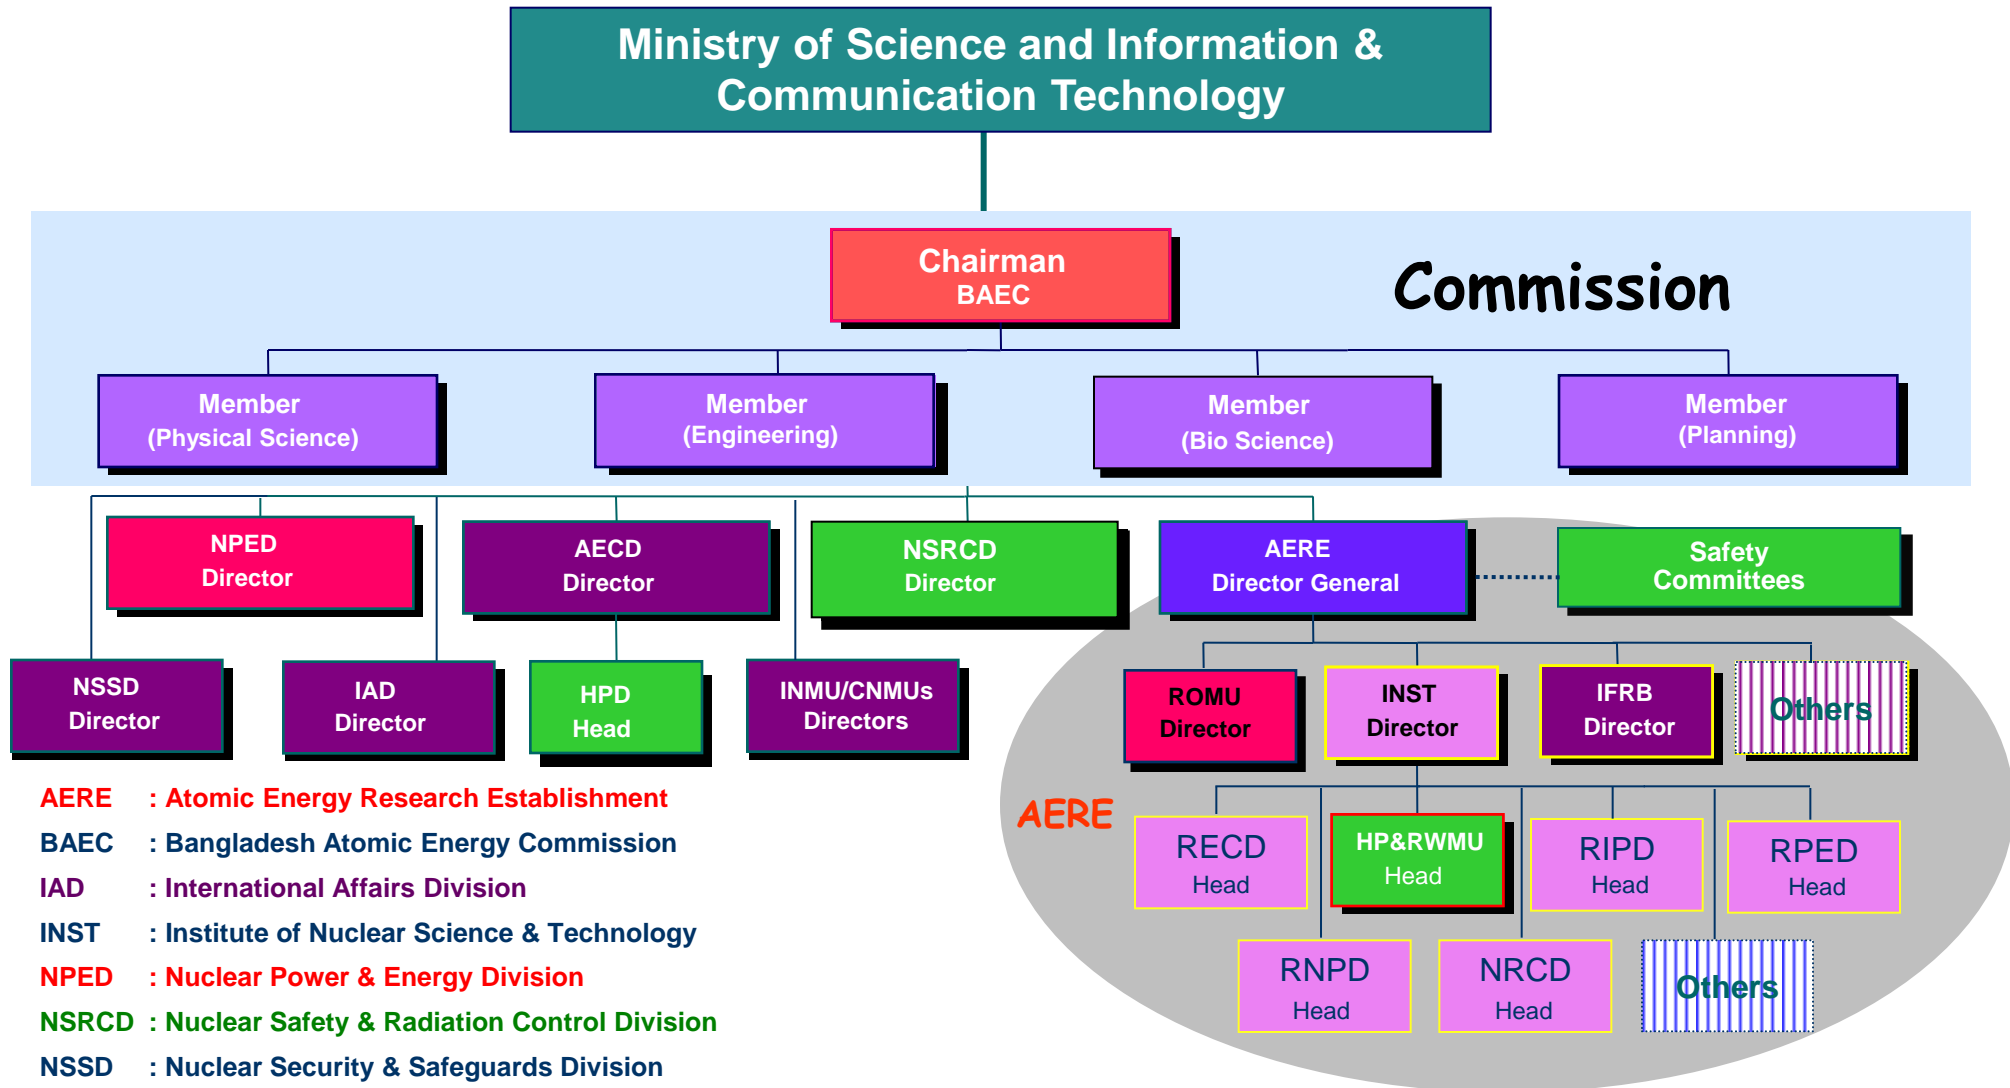 Ministry of Science and Information &
Communication Technology
Chairman
BAEC
Commission
Member
(Physical Science)
Member
(Engineering)
Member
(Bio Science)
Member
(Planning)
NPED
Director
AECD
Director
NSRCD
Director
AERE
Director General
Safety
Committees
NSSD
Director
IAD
Director
HPD
Head
INMU/CNMUs
Directors
ROMU
Director
INST
Director
IFRB
Director
Others
AERE
RECD
Head
HP&RWMU
Head
RIPD
Head
RPED
Head
RNPD
Head
NRCD
Head
Others
AERE : Atomic Energy Research Establishment
BAEC : Bangladesh Atomic Energy Commission
IAD : International Affairs Division
INST : Institute of Nuclear Science & Technology
NPED : Nuclear Power & Energy Division
NSRCD : Nuclear Safety & Radiation Control Division
NSSD : Nuclear Security & Safeguards Division